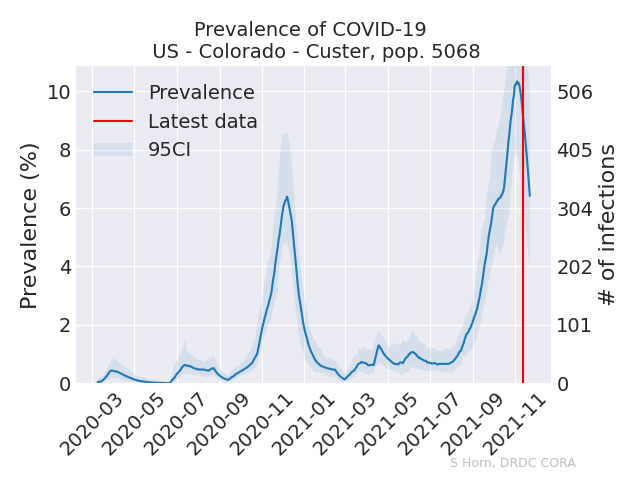 Prevalence of COVID-19
US - Colorado - Custer, pop. 5068
Prevalence
Latest data
95CI
Prevalence (%)
10
8
6
4
2
0
# of infections
506
405
304
202
101
0
2020-03
2020-05
2020-07
2020-09
2020-11
2021-01
2021-03
2021-05
2021-07
2021-09
2021-11
S Horn, DRDC CORA